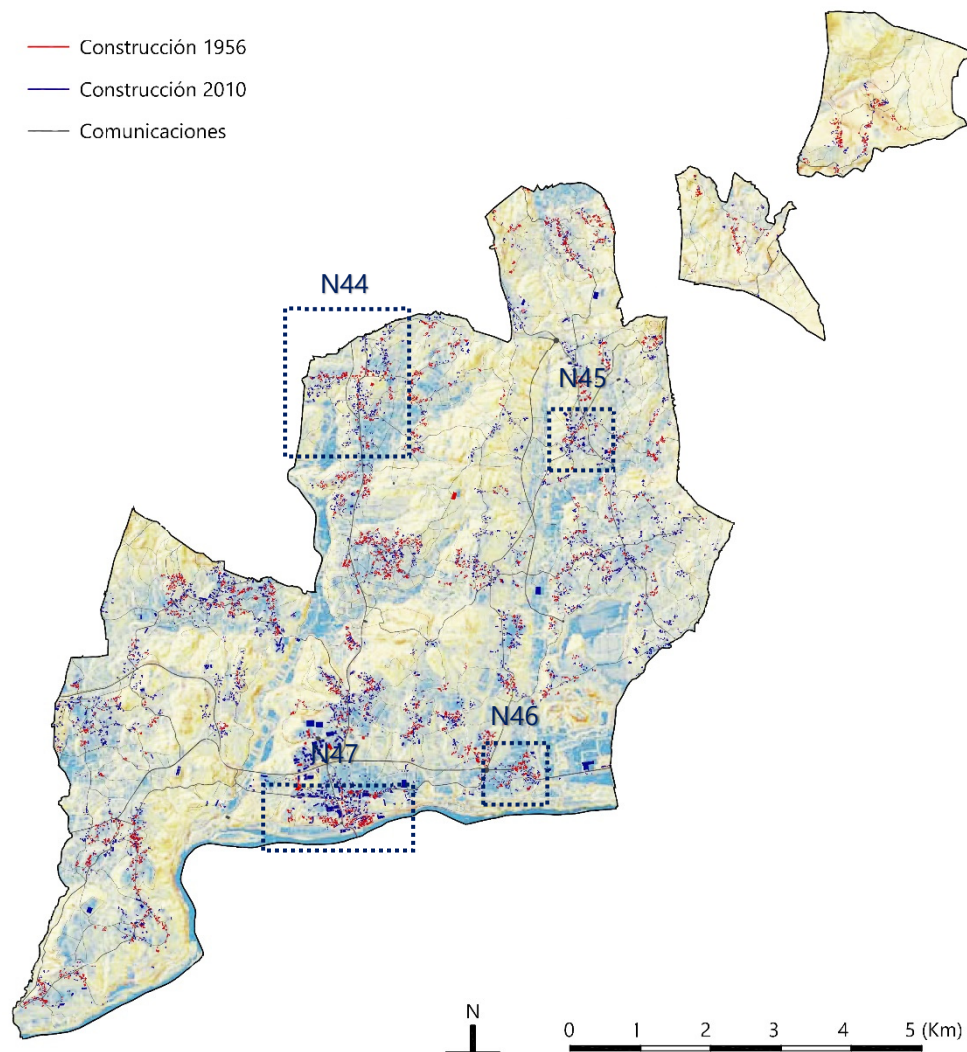 Construcción 1956
Construcción 2010
Comunicaciones
N44
N45
N46
N47
N
0 1 2 3 4 5 (Km)